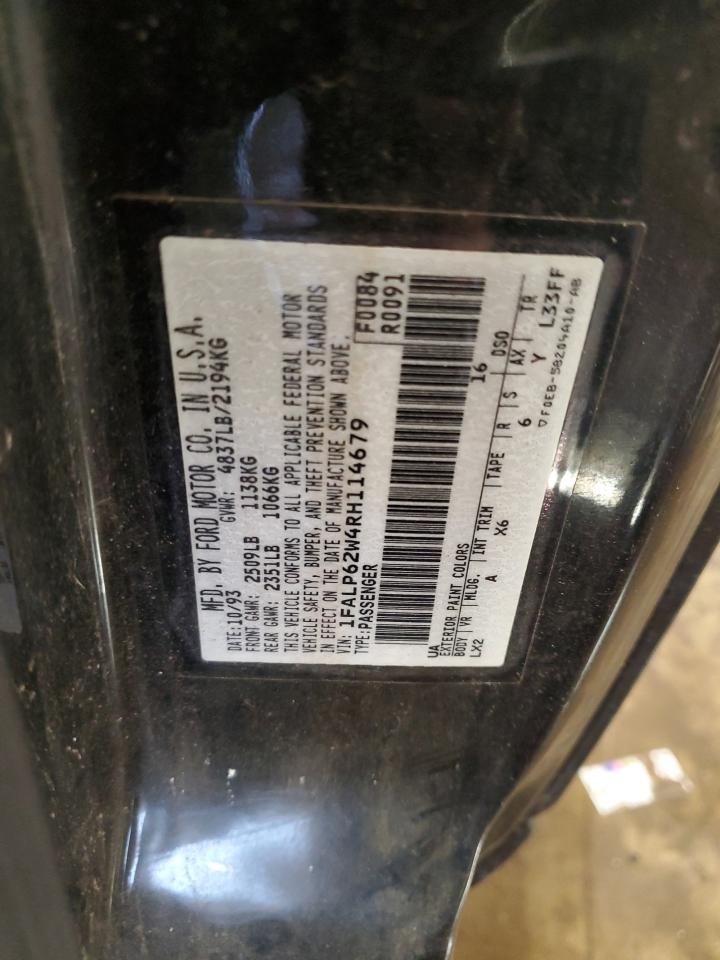 MFD. BY FORD MOTOR CO. IN U.S.A.
DATE: 10/93 GVWR: 4837LB/2194KG
FRONT GAWR: 2509LB 1138KG
REAR GAWR: 2351LB 1066KG
THIS VEHICLE CONFORMS TO ALL APPLICABLE FEDERAL MOTOR
VEHICLE SAFETY, BUMPER, AND THEFT PREVENTION STANDARDS
IN EFFECT ON THE DATE OF MANUFACTURE SHOWN ABOVE.
VIN: 1FALP62W4RH114679 F0084
TYPE: PASSENGER R0091
UA 16
EXTERIOR PAINT COLORS DSO
BODY VR MLDG. INT TRIM TAPE R S AX TR
LX2 A X6 6 Y L33FF
▽F0EB-58204A10-AB